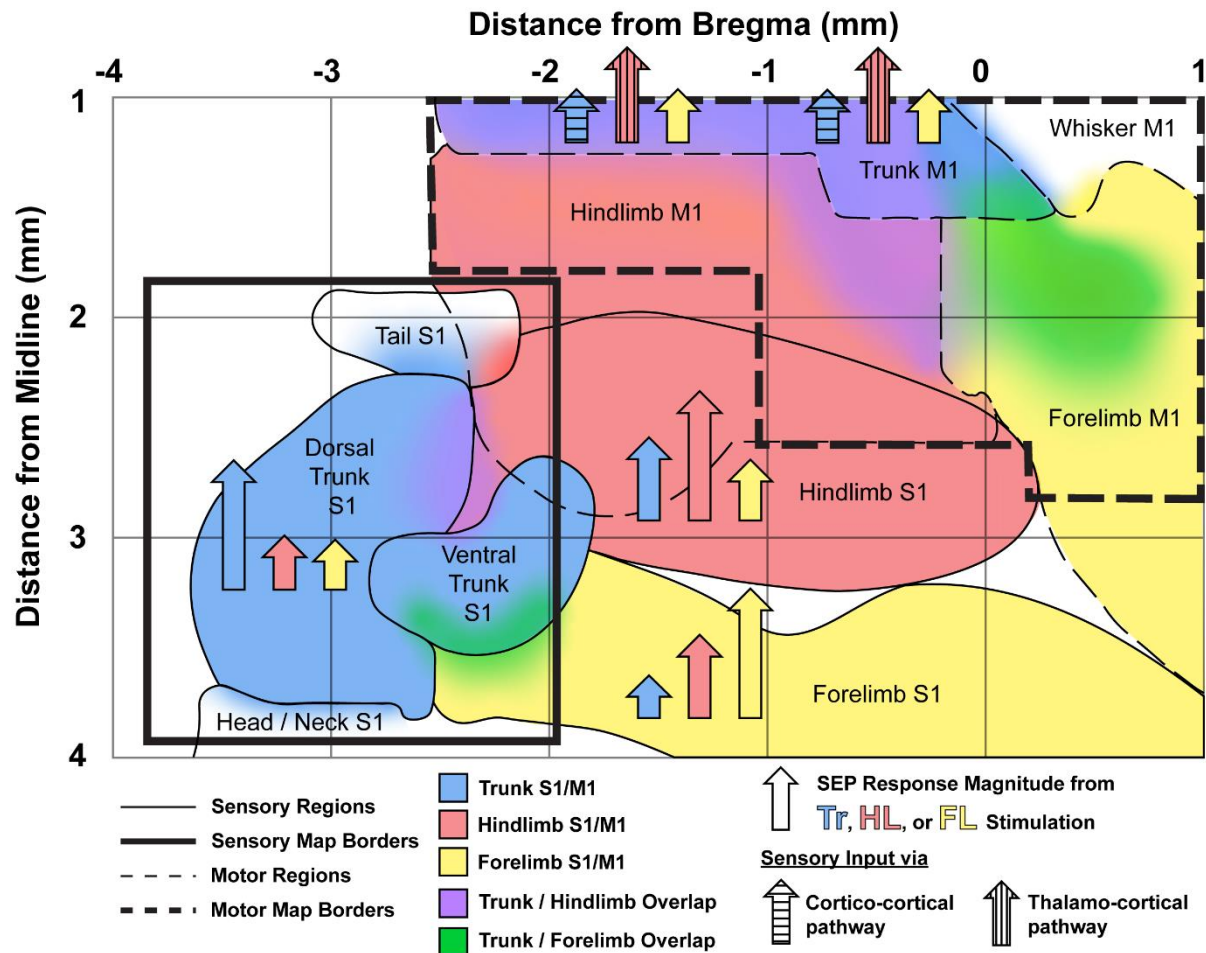 Distance from Bregma (mm)
-4 -3 -2 -1 0 1
Distance from Midline (mm)
1
2
3
4
Whisker M1
Trunk M1
Hindlimb M1
Tail S1
Forelimb M1
Dorsal
Trunk
S1
Hindlimb S1
Ventral
Trunk
S1
Forelimb S1
Head / Neck S1
Sensory Regions
Sensory Map Borders
Motor Regions
Motor Map Borders
Trunk S1/M1
Hindlimb S1/M1
Forelimb S1/M1
Trunk / Hindlimb Overlap
Trunk / Forelimb Overlap
SEP Response Magnitude from
Tr, HL, or FL Stimulation
Sensory Input via
Cortico-cortical
pathway
Thalamo-cortical
pathway